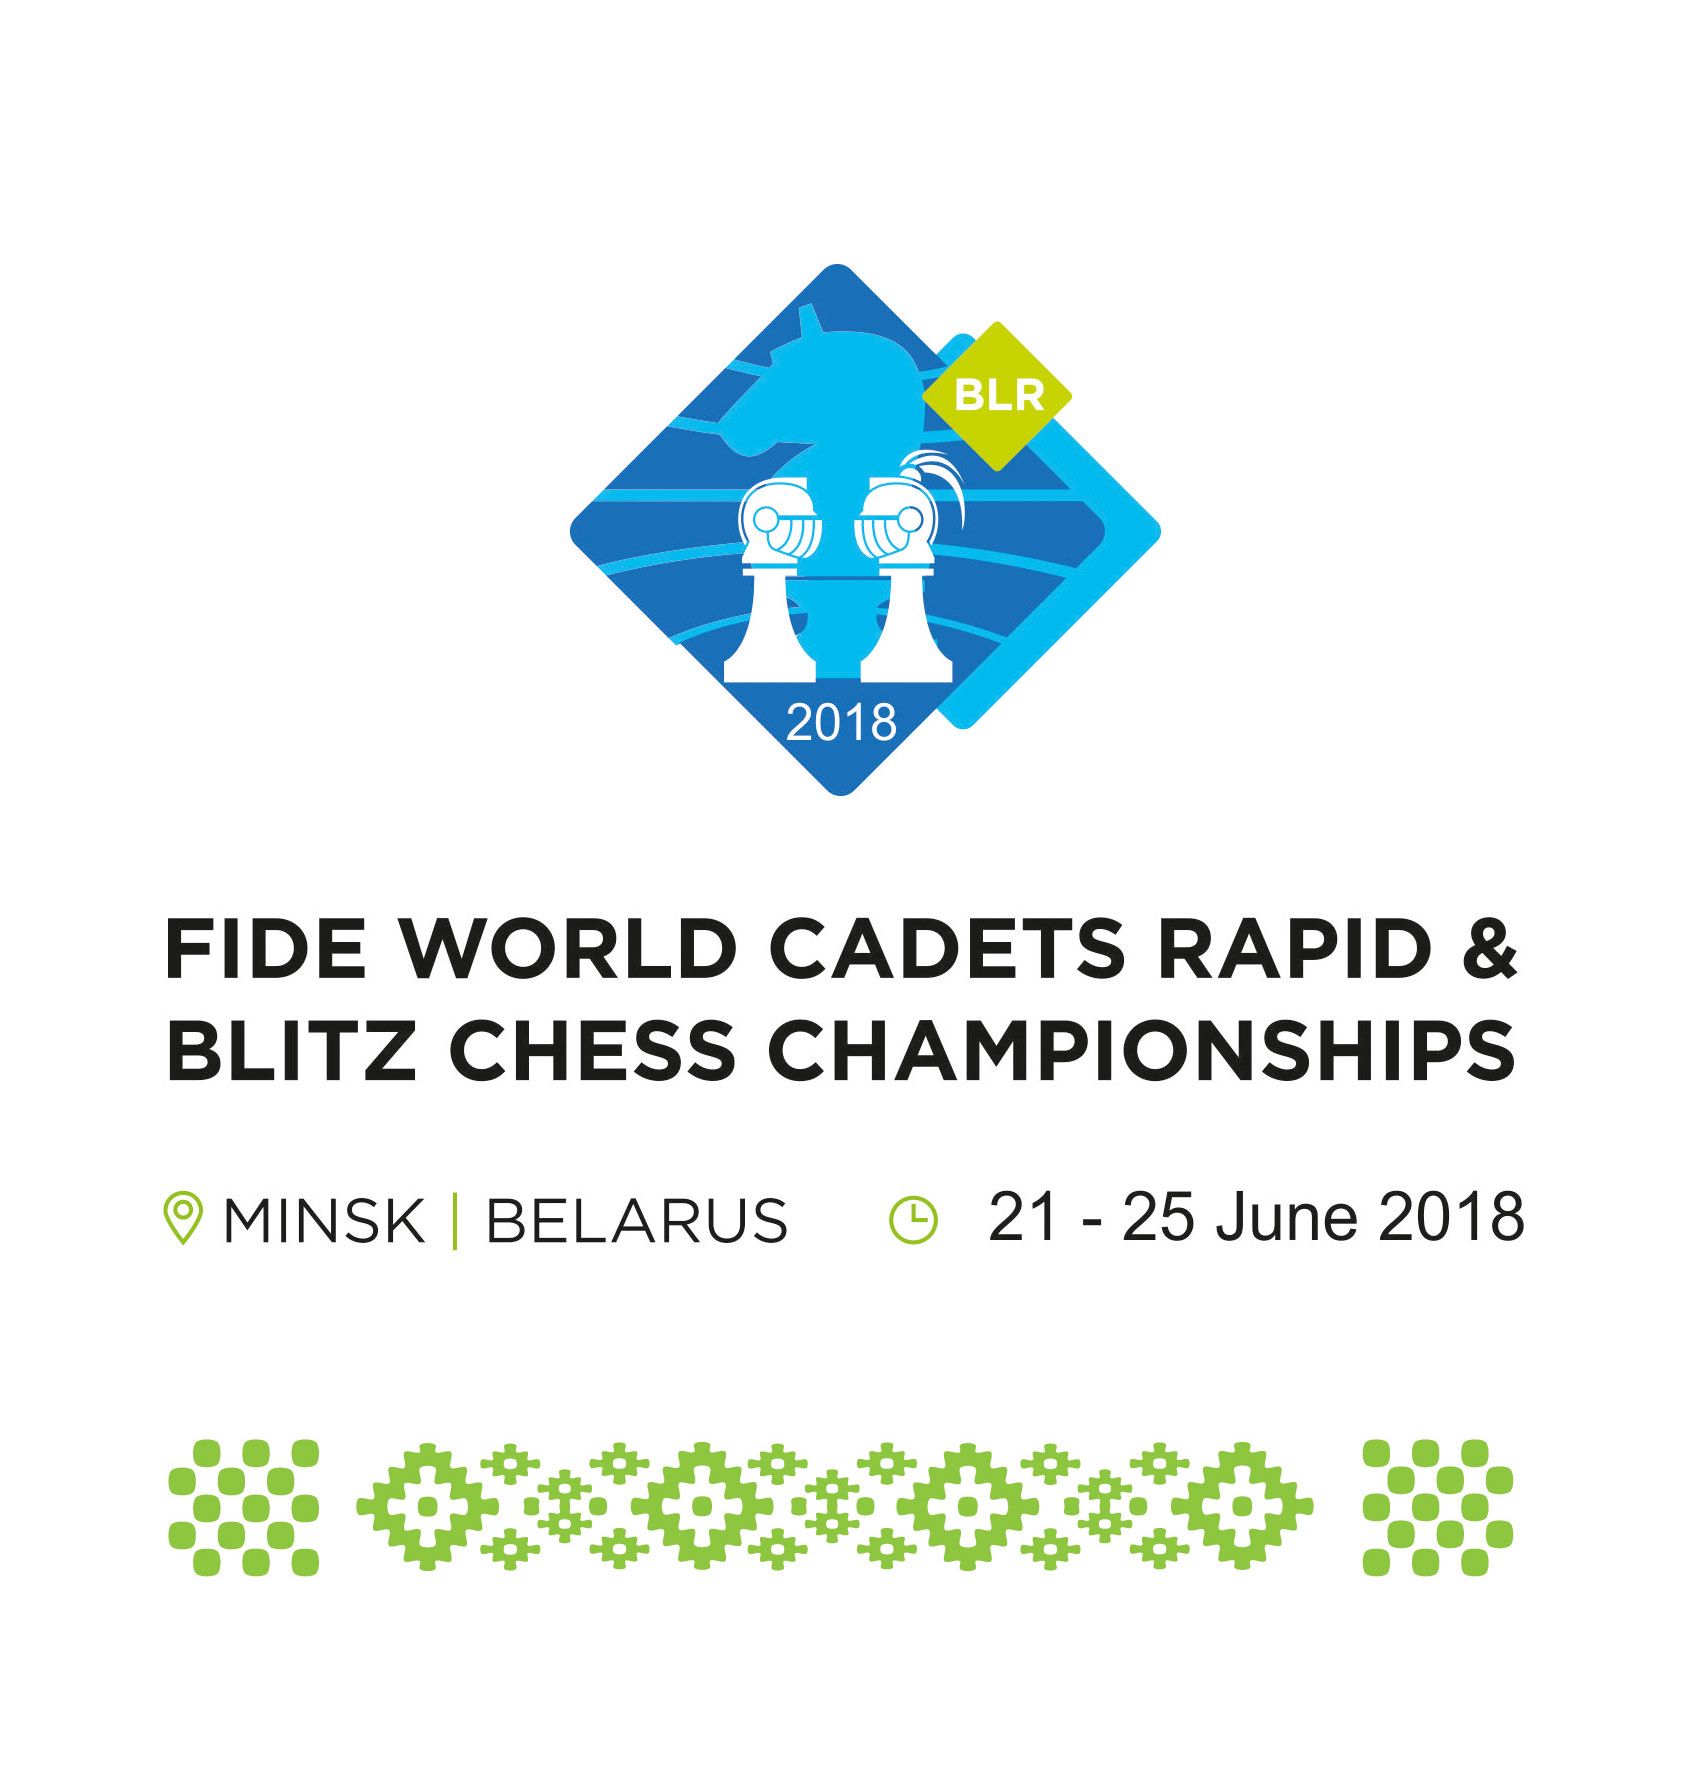 BLR
2018
FIDE WORLD CADETS RAPID &
BLITZ CHESS CHAMPIONSHIPS
MINSK | BELARUS 21 - 25 June 2018